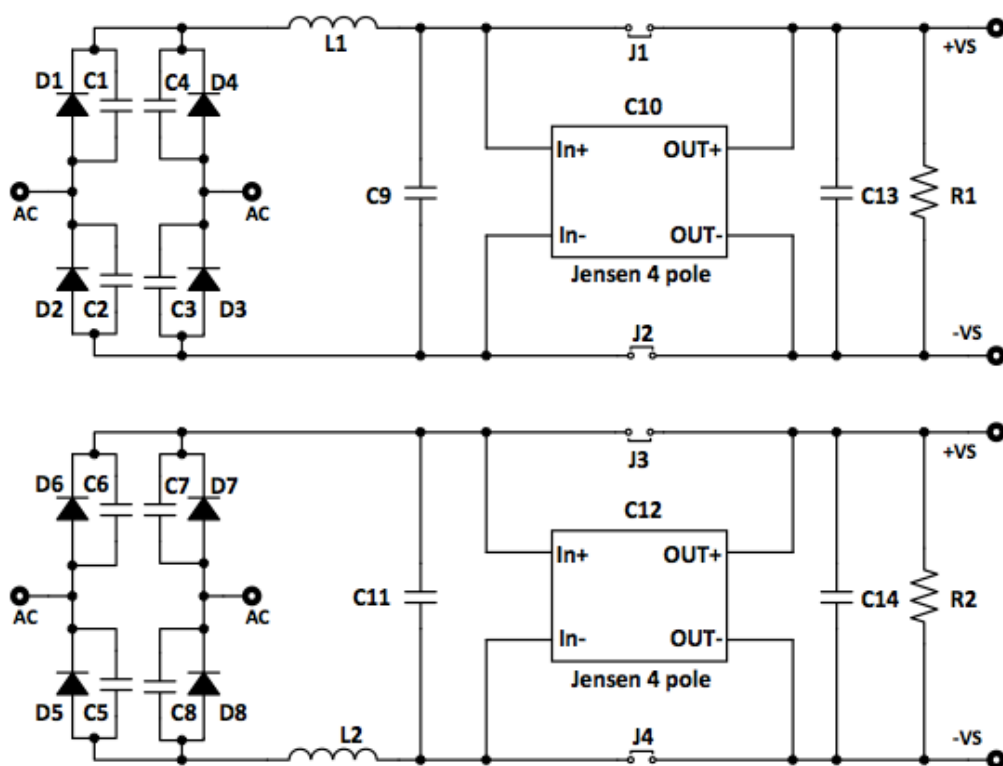 L1
J1
+VS
D1
C1
C4
D4
C10
In+
OUT+
AC
AC
C9
C13
R1
In-
OUT-
D2
C2
C3
D3
Jensen 4 pole
J2
-VS
J3
+VS
D6
C6
C7
D7
C12
In+
OUT+
AC
AC
C11
C14
R2
In-
OUT-
D5
C5
C8
D8
Jensen 4 pole
L2
J4
-VS